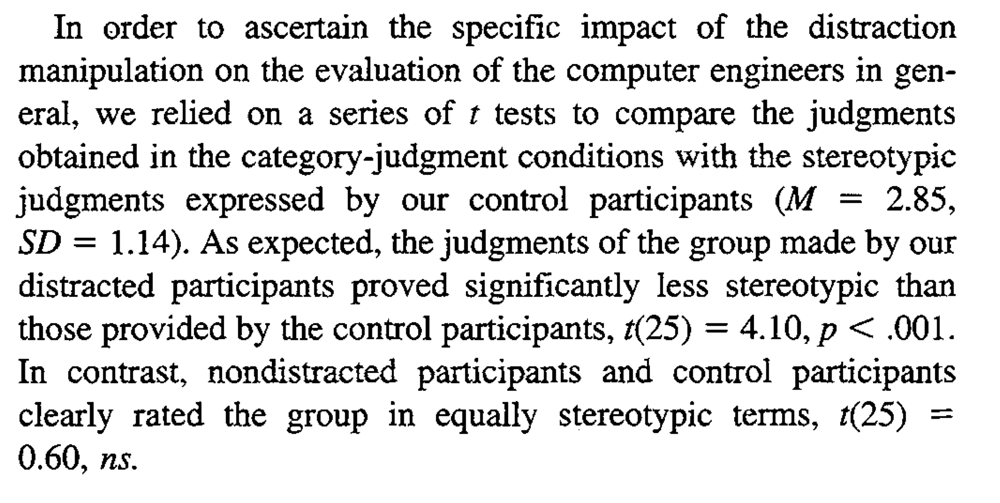 In order to ascertain the specific impact of the distraction
manipulation on the evaluation of the computer engineers in gen-
eral, we relied on a series of t tests to compare the judgments
obtained in the category-judgment conditions with the stereotypic
judgments expressed by our control participants (M = 2.85,
SD = 1.14). As expected, the judgments of the group made by our
distracted participants proved significantly less stereotypic than
those provided by the control participants, t(25) = 4.10, p < .001.
In contrast, nondistracted participants and control participants
clearly rated the group in equally stereotypic terms, t(25) =
0.60, ns.